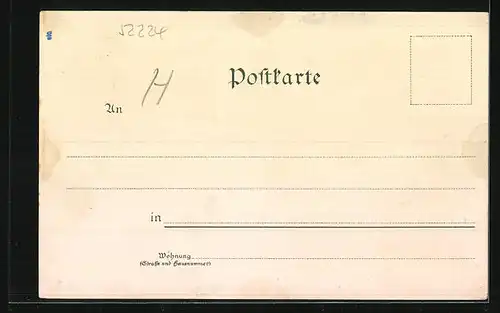 52224
H
Postkarte
An
in
Wohnung
(Straße und Hausnummer)